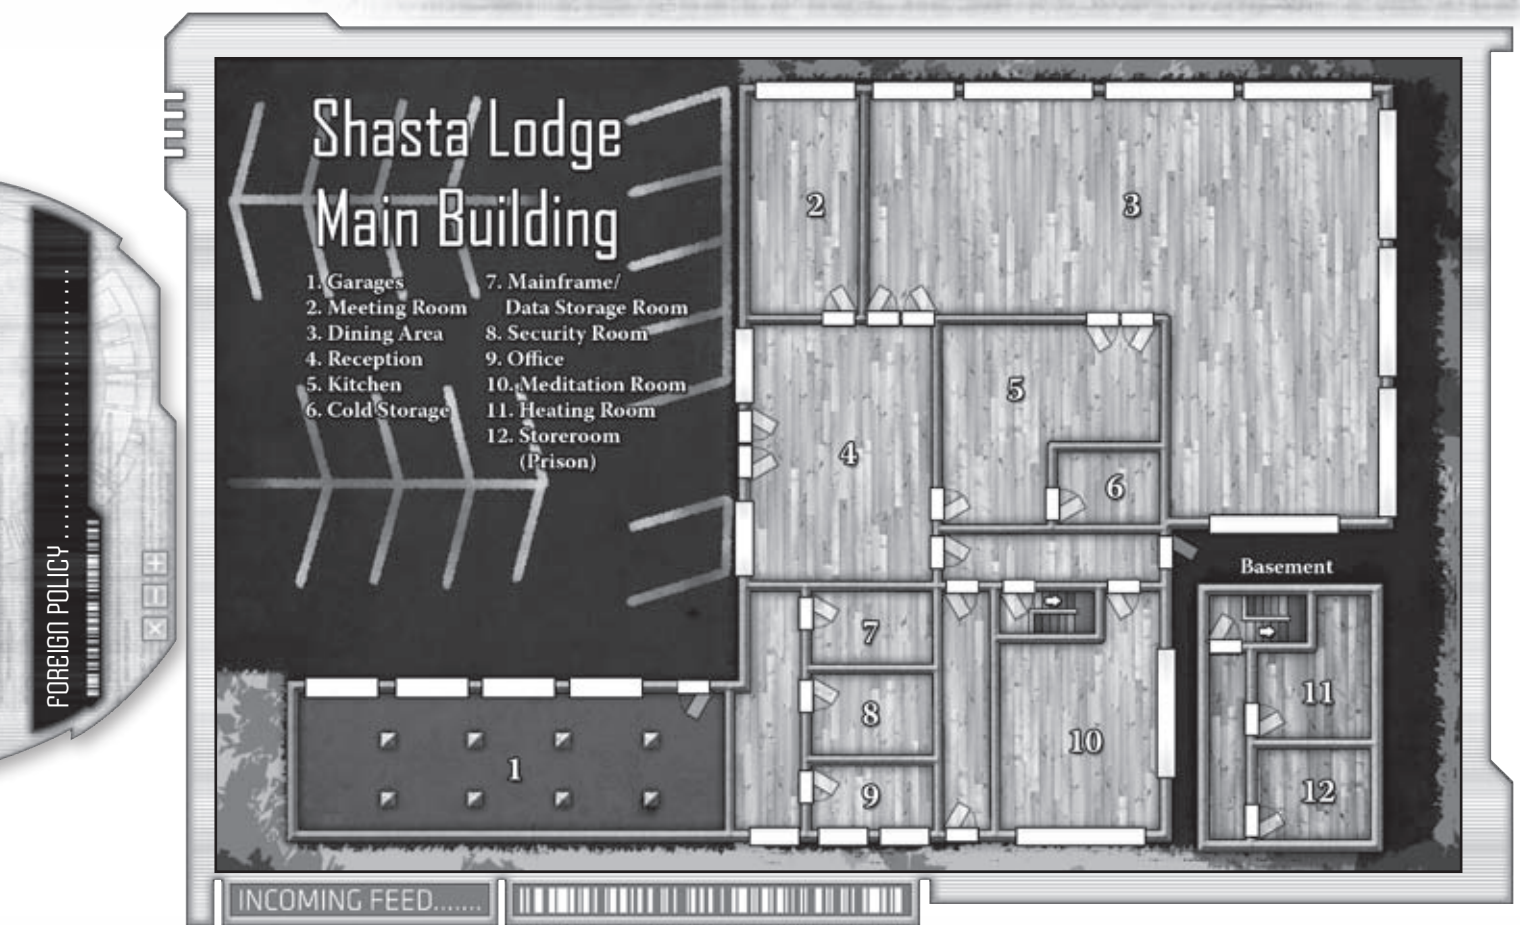 Shasta Lodge
Main Building
1. Garages
2. Meeting Room
3. Dining Area
4. Reception
5. Kitchen
6. Cold Storage
7. Mainframe/
Data Storage Room
8. Security Room
9. Office
10. Meditation Room
11. Heating Room
12. Storeroom
(Prison)
2
3
4
5
6
7
8
9
10
1
Basement
11
12
FOREIGN POLICY
INCOMING FEED.......